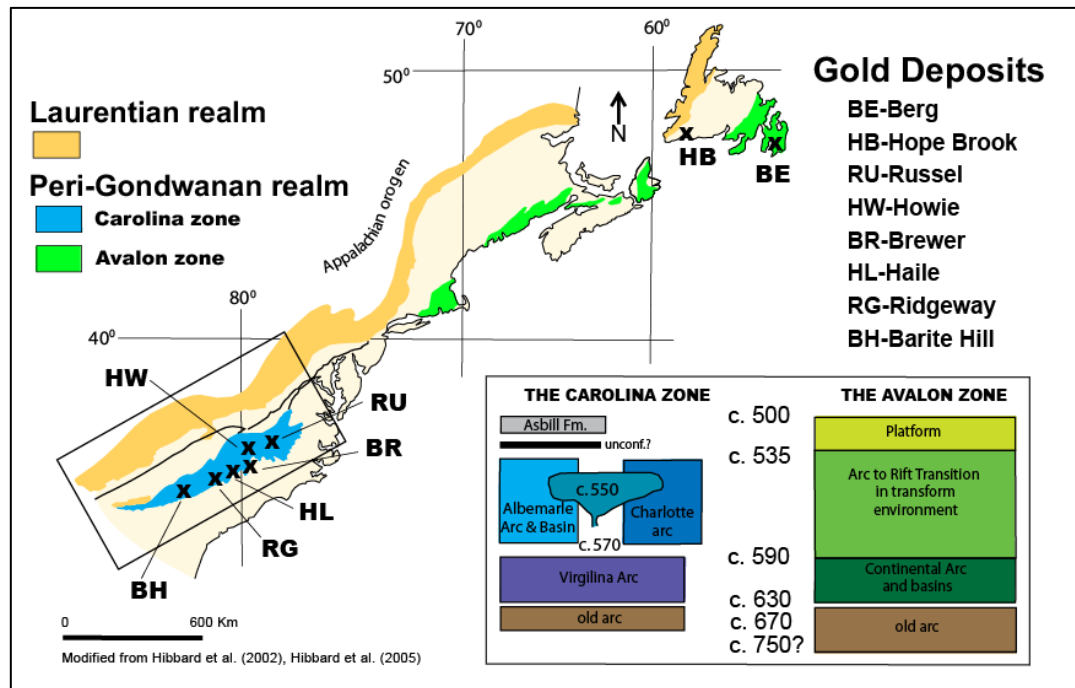 70⁰
60⁰
50⁰
Gold Deposits
BE-Berg
HB-Hope Brook
RU-Russel
HW-Howie
BR-Brewer
HL-Haile
RG-Ridgeway
BH-Barite Hill
Laurentian realm
Peri-Gondwanan realm
Carolina zone
Avalon zone
N
HB
BE
Appalachian orogen
80⁰
40⁰
HW
RU
BR
HL
RG
BH
X
X
X
X
X
X
X
X
0
600 Km
Modified from Hibbard et al. (2002), Hibbard et al. (2005)
THE CAROLINA ZONE
Asbill Fm.
unconf.?
c.550
Albemarle
Arc & Basin
Charlotte
arc
c.570
Virgilina Arc
old arc
c. 500
c. 535
c. 590
c. 630
c. 670
c. 750?
THE AVALON ZONE
Platform
Arc to Rift Transition
in transform
environment
Continental Arc
and basins
old arc